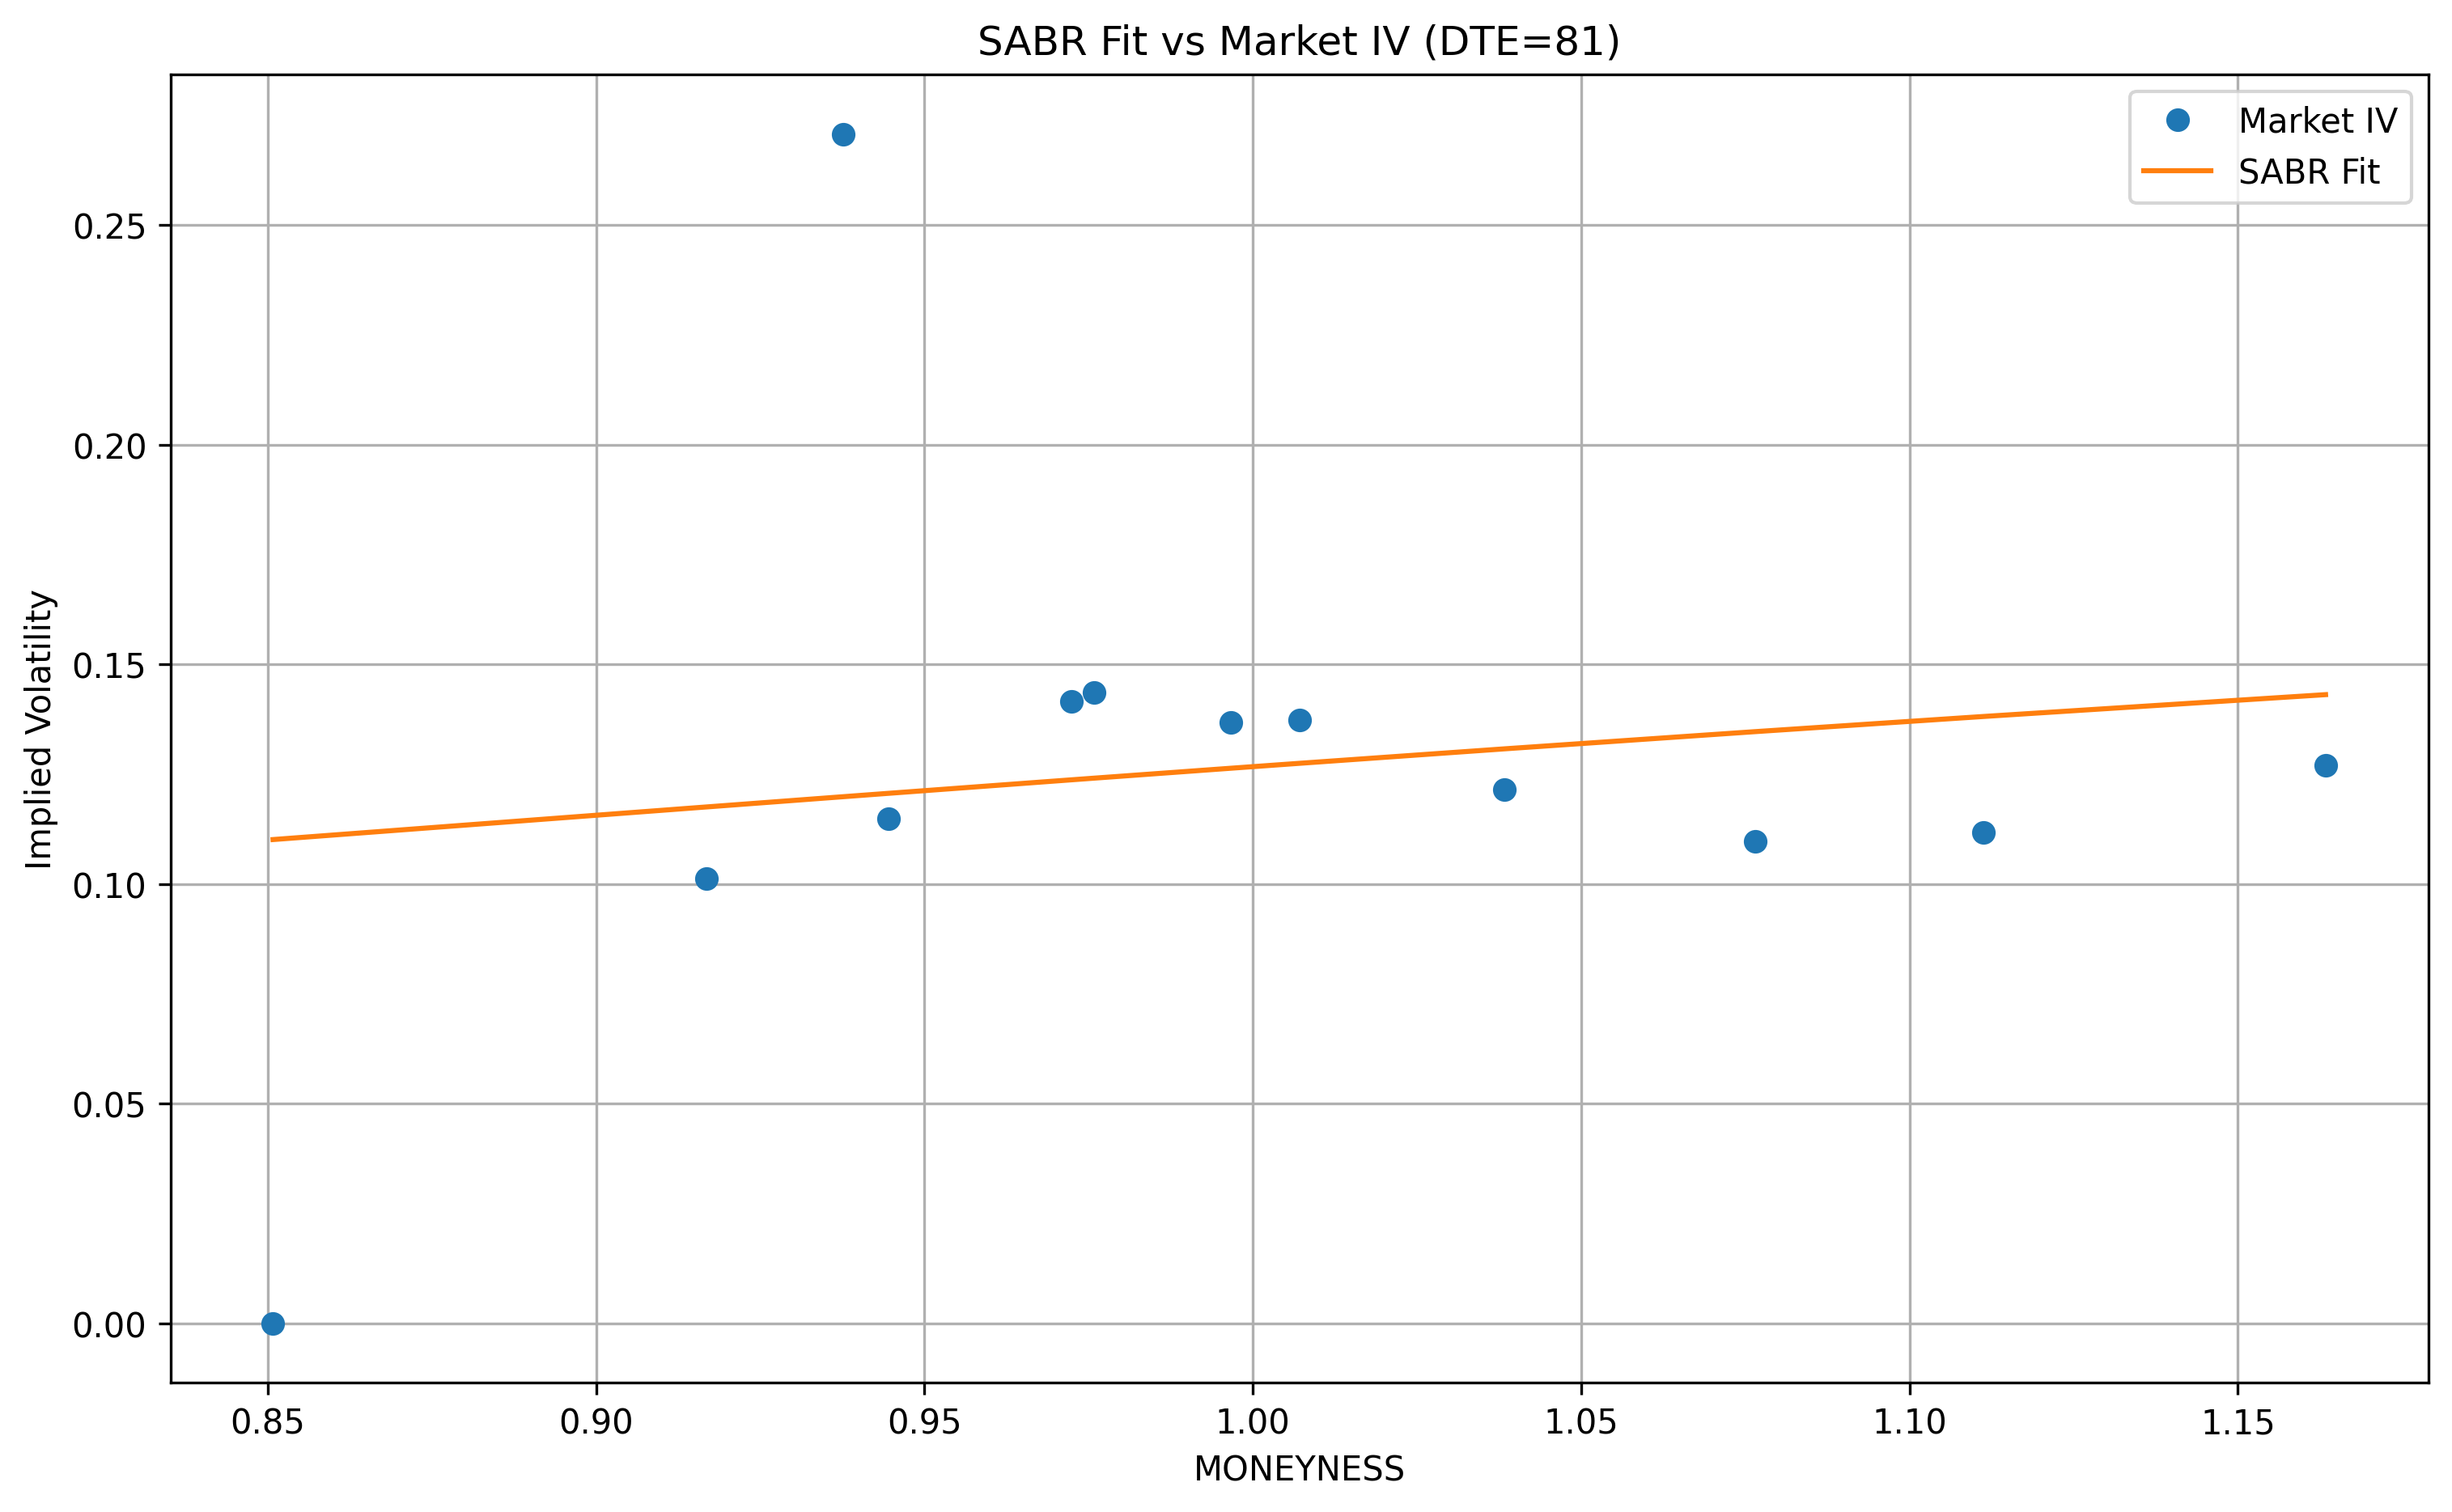 SABR Fit vs Market IV (DTE=81)
Market IV
SABR Fit
Implied Volatility
0.25
0.20
0.15
0.10
0.05
0.00
0.85 0.90 0.95 1.00 1.05 1.10 1.15
MONEYNESS